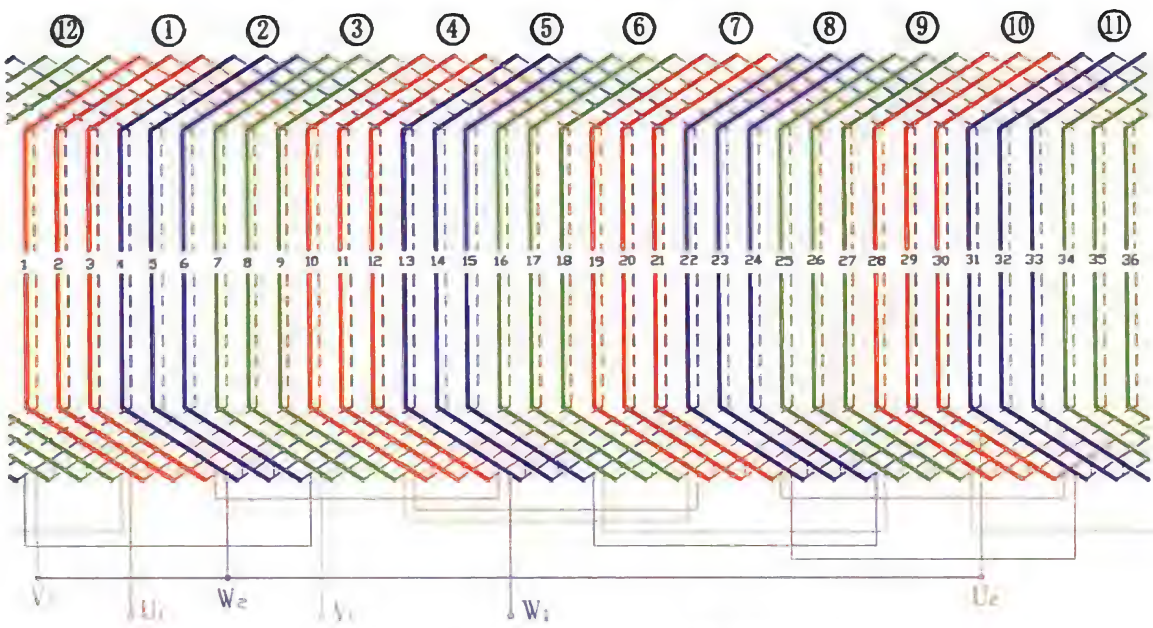 ⑫ ① ② ③ ④ ⑤ ⑥ ⑦ ⑧ ⑨ ⑩ ⑪
1 2 3 4 5 6 7 8 9 10 11 12 13 14 15 16 17 18 19 20 21 22 23 24 25 26 27 28 29 30 31 32 33 34 35 36
W₂ U₂
U₁ V₁ W₁